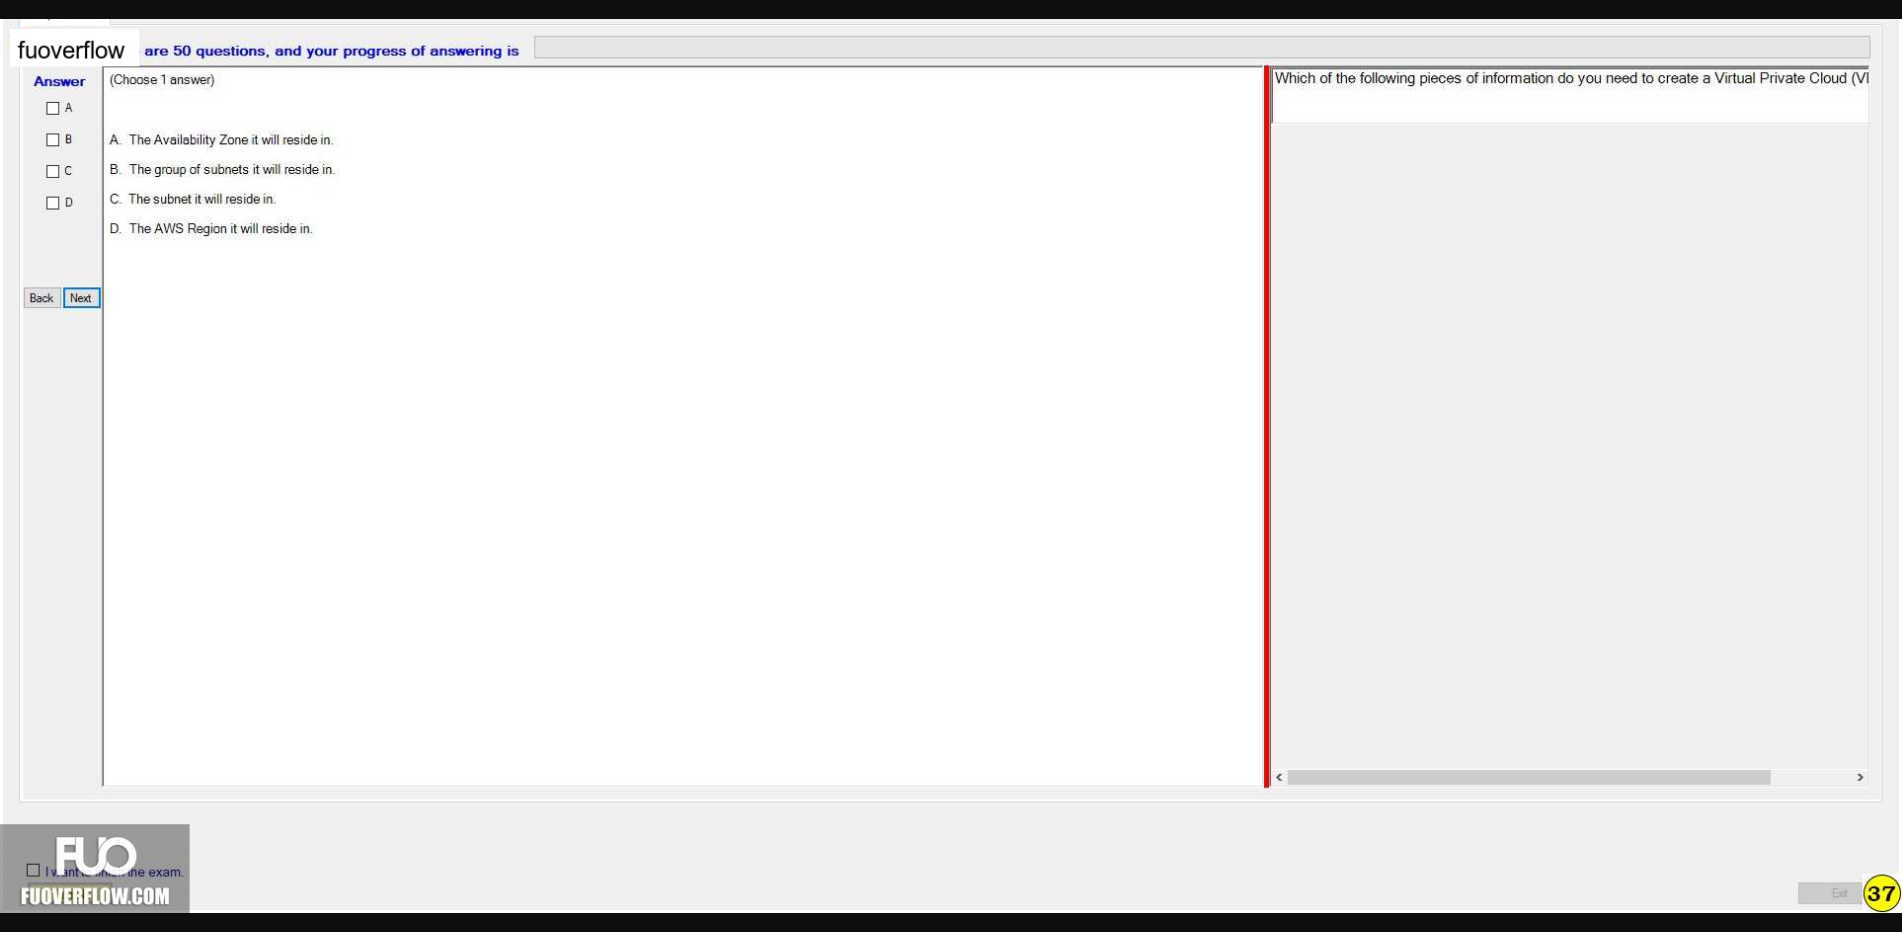 fuoverflow are 50 questions, and your progress of answering is
Answer
A
B
C
D
Back Next
(Choose 1 answer)
A. The Availability Zone it will reside in.
B. The group of subnets it will reside in.
C. The subnet it will reside in.
D. The AWS Region it will reside in.
Which of the following pieces of information do you need to create a Virtual Private Cloud (VI
FUO
I want the exam.
FUOVERFLOW.COM
Exit
37